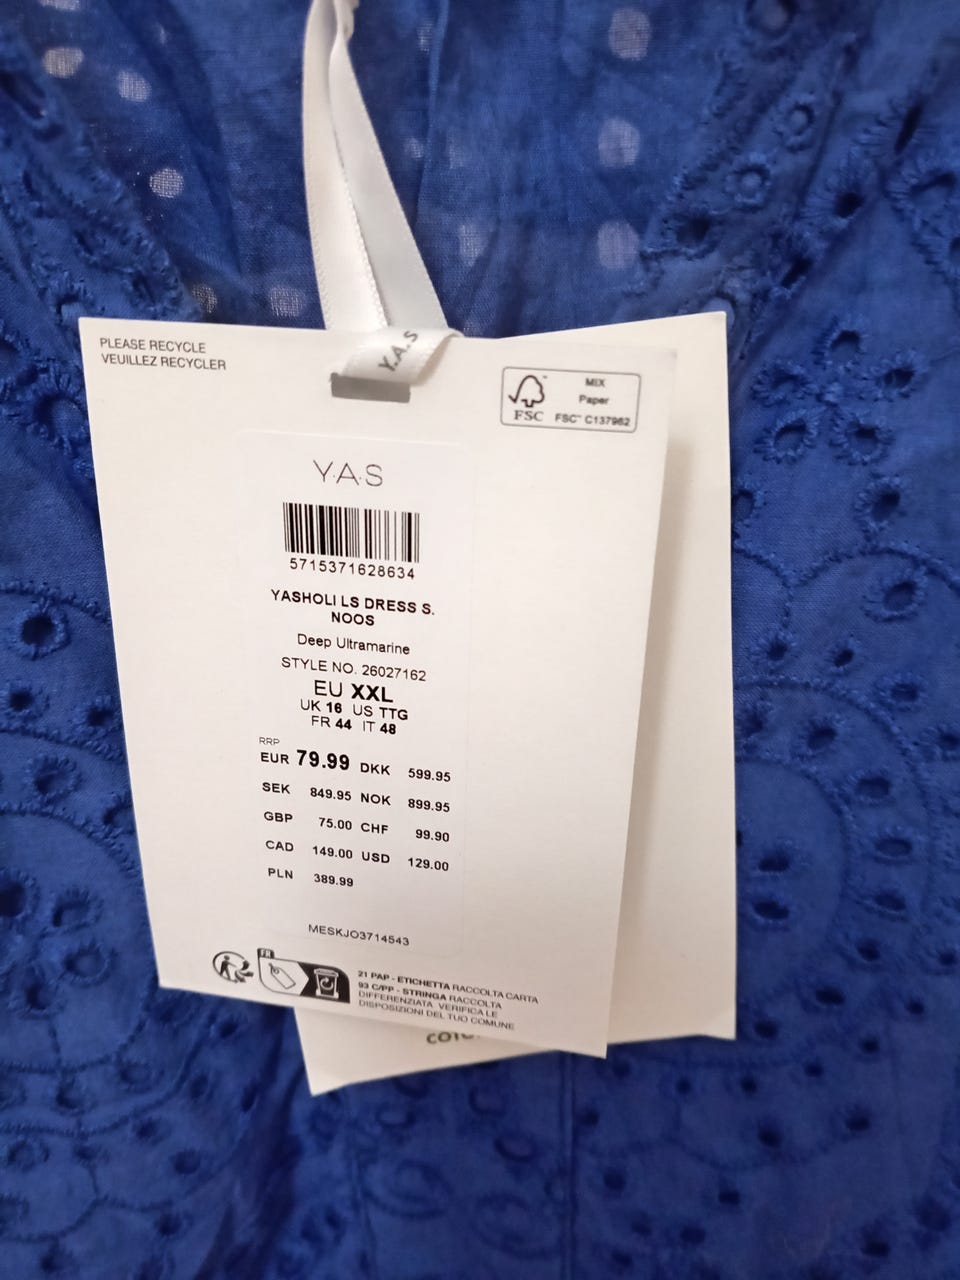 PLEASE RECYCLE
VEUILLEZ RECYCLER
Y.A.S
MIX
Paper
FSC™ C137962
FSC
Y·A·S
5715371628634
YASHOLI LS DRESS S.
NOOS
Deep Ultramarine
STYLE NO. 26027162
EU XXL
UK 16 US TTG
FR 44 IT 48
RRP
EUR 79.99 DKK 599.95
SEK 849.95 NOK 899.95
GBP 75.00 CHF 99.90
CAD 149.00 USD 129.00
PLN 389.99
MESKJO3714543
FR
21 PAP - ETICHETTA RACCOLTA CARTA
93 C/PP - STRINGA RACCOLTA
DIFFERENZIATA VERIFICA LE
DISPOSIZIONI DEL TUO COMUNE